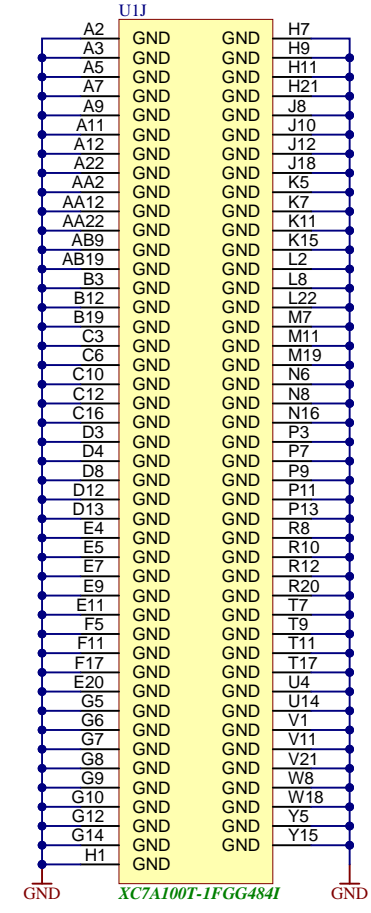 U1J
A2 GND GND H7
A3 GND GND H9
A5 GND GND H11
A7 GND GND H21
A9 GND GND J8
A11 GND GND J10
A12 GND GND J12
A22 GND GND J18
AA2 GND GND K5
AA12 GND GND K7
AA22 GND GND K11
AB9 GND GND K15
AB19 GND GND L2
B3 GND GND L8
B12 GND GND L22
B19 GND GND M7
C3 GND GND M11
C6 GND GND M19
C10 GND GND N6
C12 GND GND N8
C16 GND GND N16
D3 GND GND P3
D4 GND GND P7
D8 GND GND P9
D12 GND GND P11
D13 GND GND P13
E4 GND GND R8
E5 GND GND R10
E7 GND GND R12
E9 GND GND R20
E11 GND GND T7
F5 GND GND T9
F11 GND GND T11
F17 GND GND T17
E20 GND GND U4
G5 GND GND U14
G6 GND GND V1
G7 GND GND V11
G8 GND GND V21
G9 GND GND W8
G10 GND GND W18
G12 GND GND Y5
G14 GND GND Y15
H1 GND
GND XC7A100T-1FGG484I GND